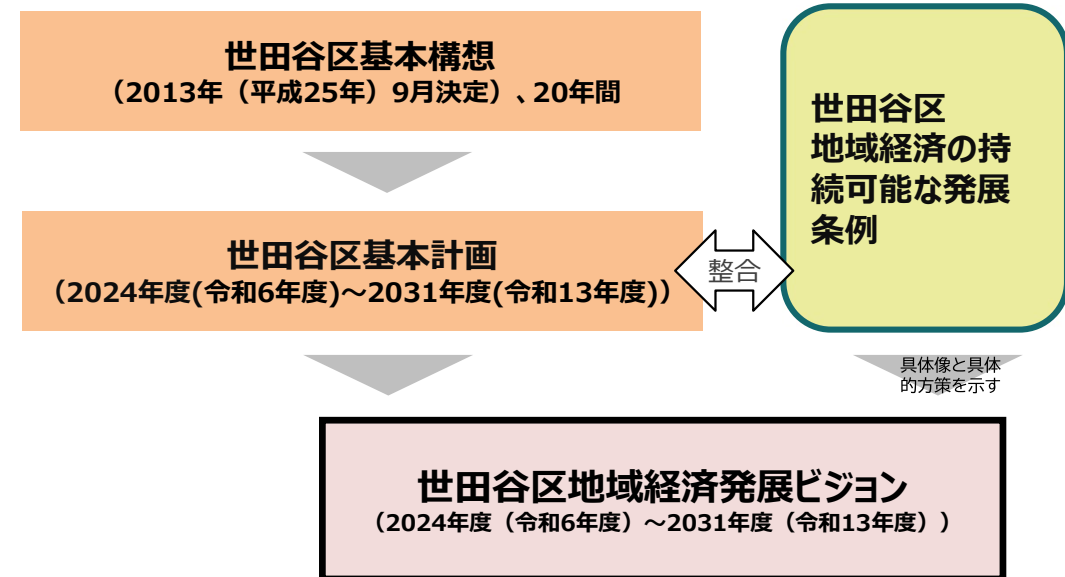 世田谷区基本構想
（2013年（平成25年）9月決定）、20年間
世田谷区
地域経済の持
続可能な発展
条例
世田谷区基本計画
（2024年度(令和6年度)～2031年度(令和13年度)）
整合
具体像と具体
的方策を示す
世田谷区地域経済発展ビジョン
（2024年度（令和6年度）～2031年度（令和13年度））